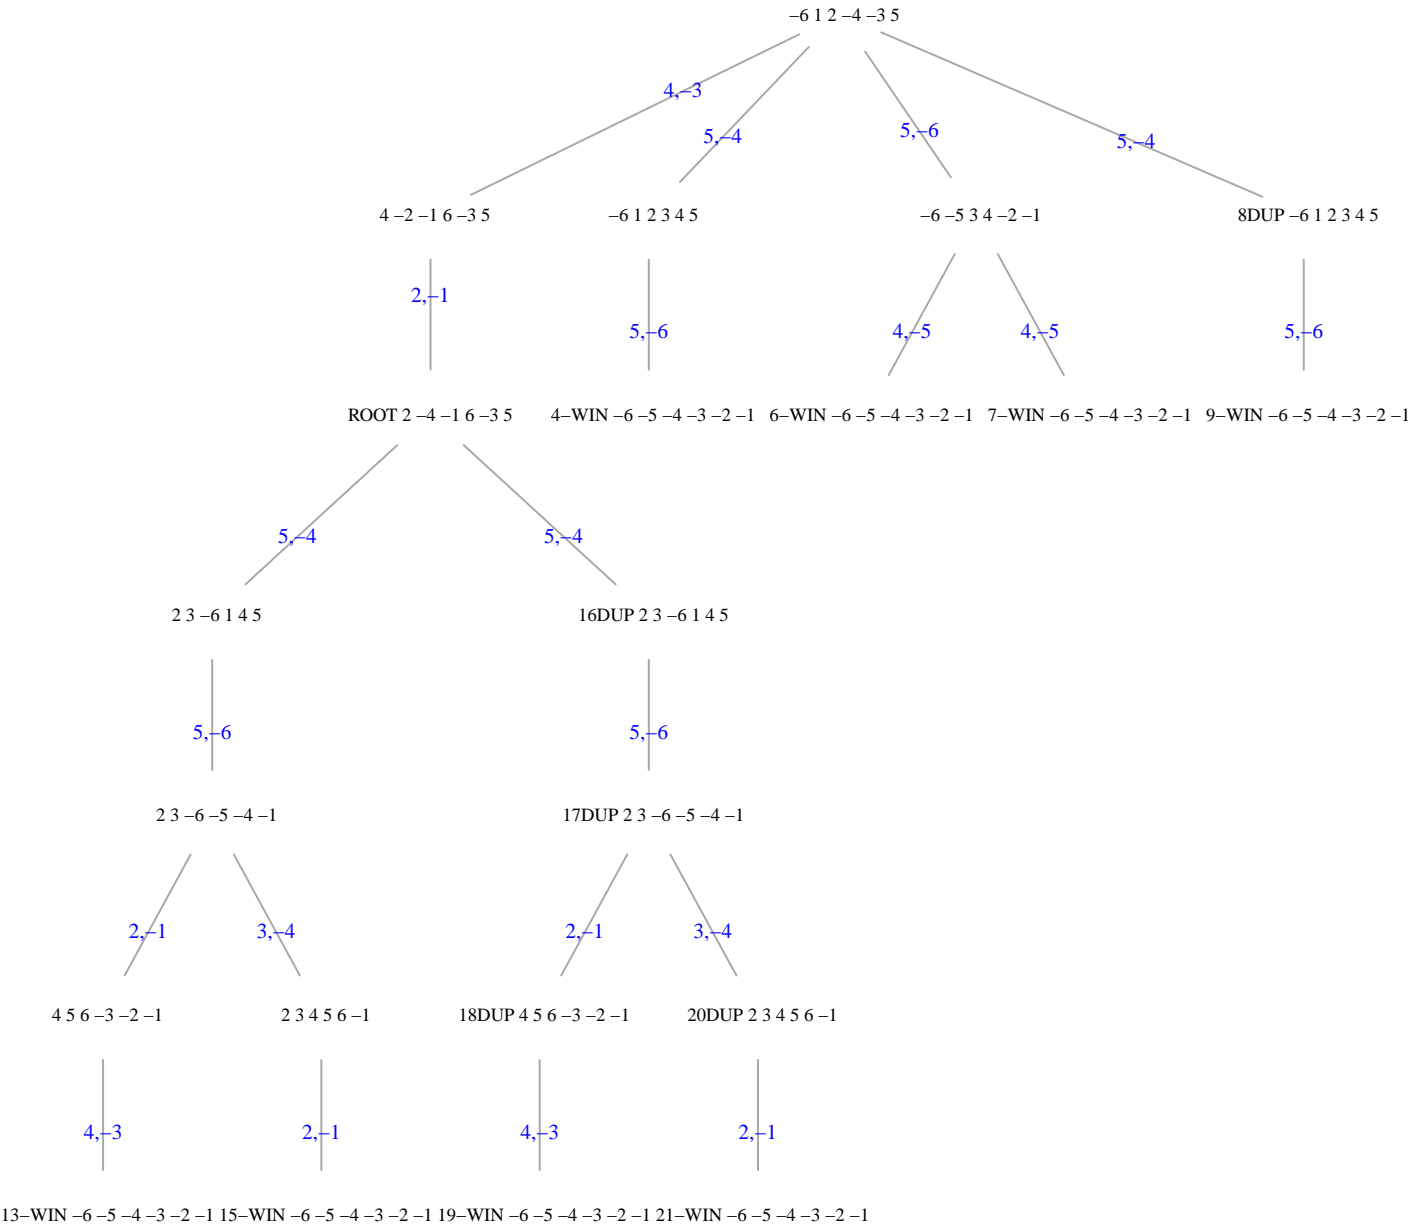 –6 1 2 –4 –3 5
4,–3
5,–4
5,–6
5,–4
4 –2 –1 6 –3 5
–6 1 2 3 4 5
–6 –5 3 4 –2 –1
8DUP –6 1 2 3 4 5
2,–1
5,–6
4,–5
4,–5
5,–6
ROOT 2 –4 –1 6 –3 5
4–WIN –6 –5 –4 –3 –2 –1
6–WIN –6 –5 –4 –3 –2 –1
7–WIN –6 –5 –4 –3 –2 –1
9–WIN –6 –5 –4 –3 –2 –1
5,–4
5,–4
2 3 –6 1 4 5
16DUP 2 3 –6 1 4 5
5,–6
5,–6
2 3 –6 –5 –4 –1
17DUP 2 3 –6 –5 –4 –1
2,–1
3,–4
2,–1
3,–4
4 5 6 –3 –2 –1
2 3 4 5 6 –1
18DUP 4 5 6 –3 –2 –1
20DUP 2 3 4 5 6 –1
4,–3
2,–1
4,–3
2,–1
13–WIN –6 –5 –4 –3 –2 –1
15–WIN –6 –5 –4 –3 –2 –1
19–WIN –6 –5 –4 –3 –2 –1
21–WIN –6 –5 –4 –3 –2 –1